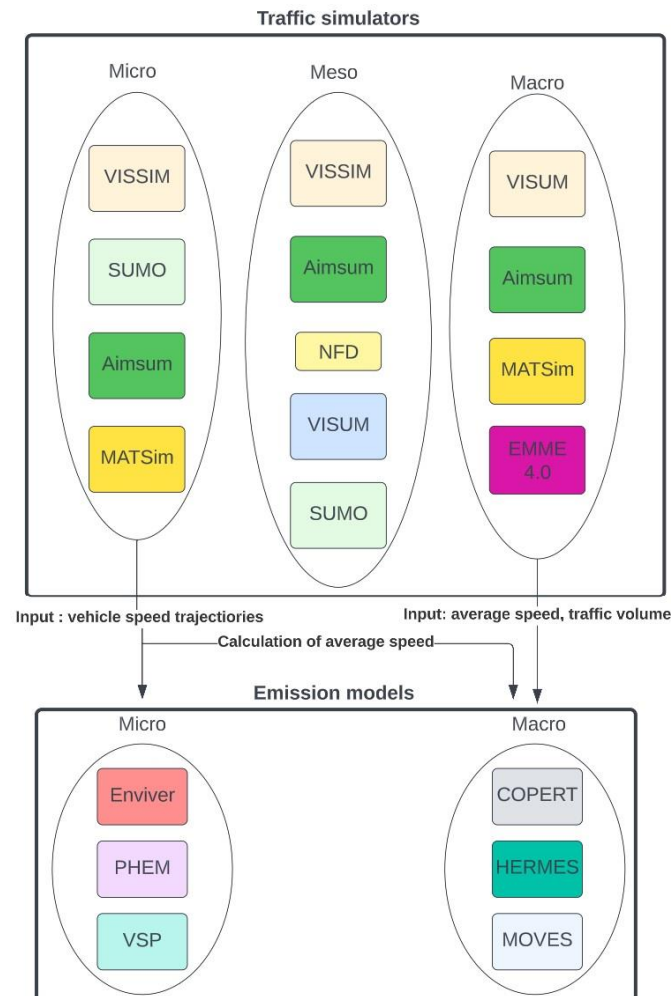 Traffic simulators
Micro
Meso
Macro
VISSIM
SUMO
Aimsum
MATSim
VISSIM
Aimsum
NFD
VISUM
SUMO
VISUM
Aimsum
MATSim
EMME
4.0
Input : vehicle speed trajectiories
Input: average speed, traffic volume
Calculation of average speed
Emission models
Micro
Macro
Enviver
PHEM
VSP
COPERT
HERMES
MOVES